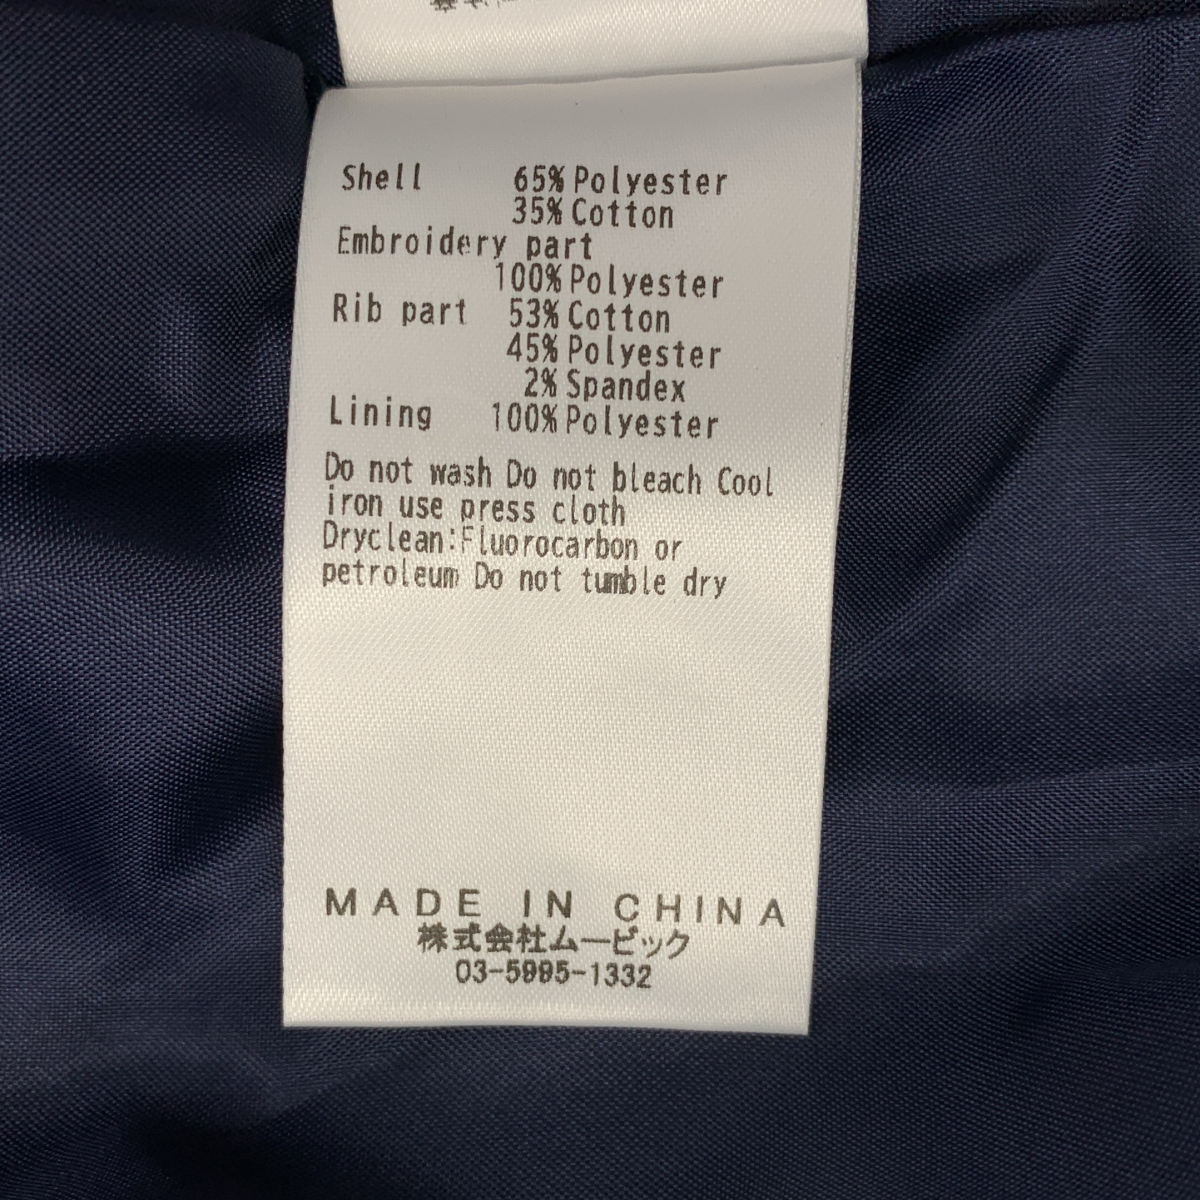 Shell 65% Polyester
35% Cotton
Embroidery part
100% Polyester
Rib part 53% Cotton
45% Polyester
2% Spandex
Lining 100% Polyester
Do not wash Do not bleach Cool
iron use press cloth
Dryclean:Fluorocarbon or
petroleum Do not tumble dry
MADE IN CHINA
株式会社ムービック
03-5995-1332